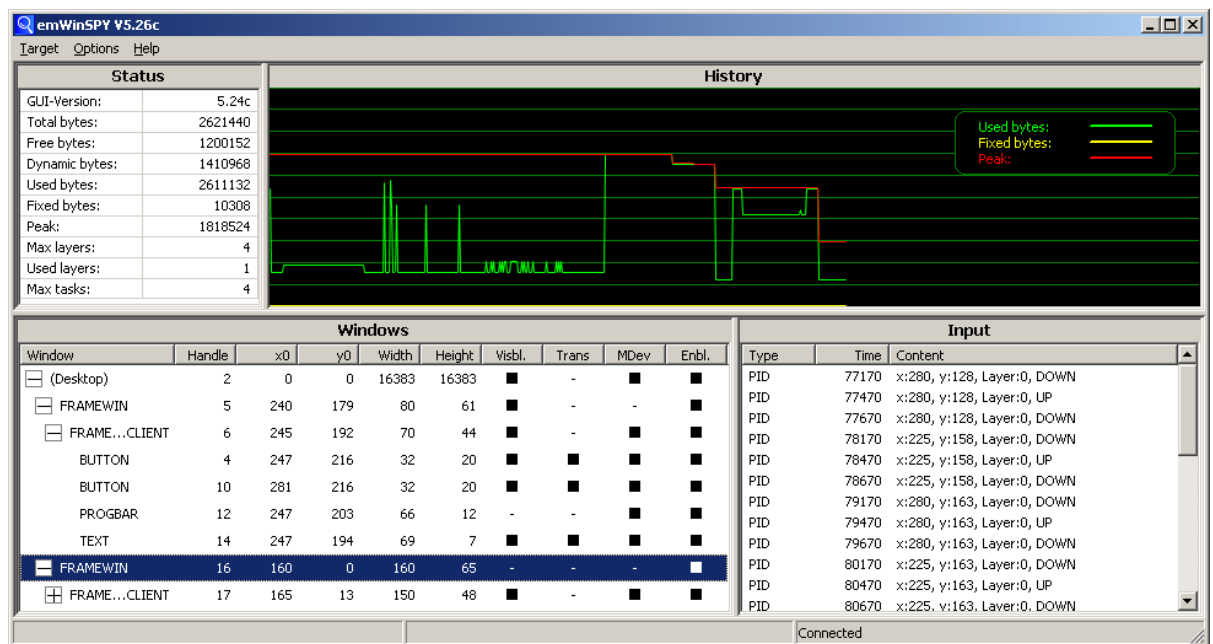 emWinSPY V5.26c
Target Options Help
Status
GUI-Version: 5.24c
Total bytes: 2621440
Free bytes: 1200152
Dynamic bytes: 1410968
Used bytes: 2611132
Fixed bytes: 10308
Peak: 1818524
Max layers: 4
Used layers: 1
Max tasks: 4
History
Used bytes:
Fixed bytes:
Peak:
Windows
Window Handle x0 y0 Width Height Visbl. Trans MDev Enbl.
(Desktop) 2 0 0 16383 16383 -
FRAMEWIN 5 240 179 80 61 - -
FRAME...CLIENT 6 245 192 70 44 -
BUTTON 4 247 216 32 20
BUTTON 10 281 216 32 20
PROGBAR 12 247 203 66 12 - -
TEXT 14 247 194 69 7
FRAMEWIN 16 160 0 160 65 - - -
FRAME...CLIENT 17 165 13 150 48 -
Input
Type Time Content
PID 77170 x:280, y:128, Layer:0, DOWN
PID 77470 x:280, y:128, Layer:0, UP
PID 77670 x:280, y:128, Layer:0, DOWN
PID 78170 x:225, y:158, Layer:0, DOWN
PID 78470 x:225, y:158, Layer:0, UP
PID 78670 x:225, y:158, Layer:0, DOWN
PID 79170 x:280, y:163, Layer:0, DOWN
PID 79470 x:280, y:163, Layer:0, UP
PID 79670 x:280, y:163, Layer:0, DOWN
PID 80170 x:225, y:163, Layer:0, DOWN
PID 80470 x:225, y:163, Layer:0, UP
PID 80670 x:225, y:163, Layer:0, DOWN
Connected